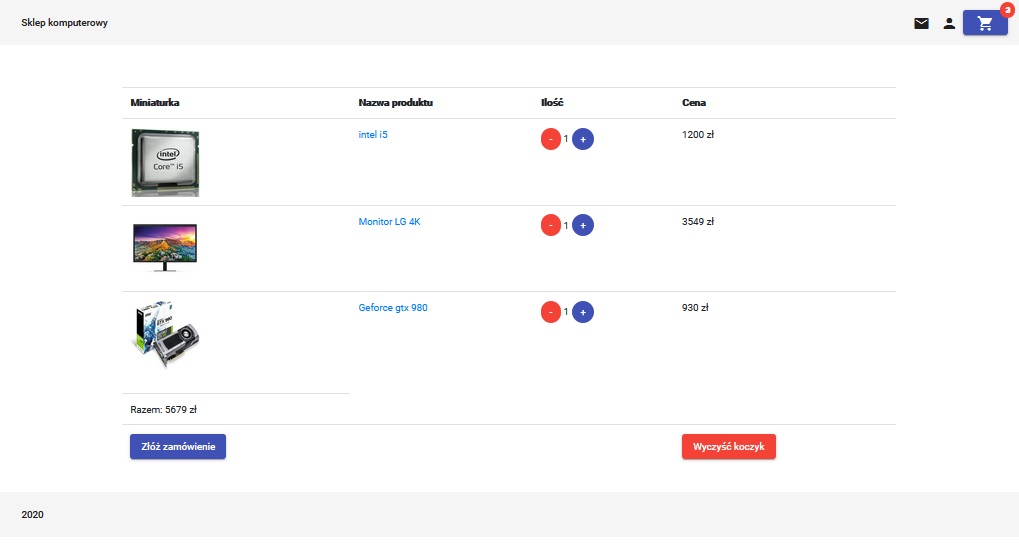 Sklep komputerowy
3
Miniaturka Nazwa produktu Ilość Cena
intel Core™ i5
intel i5 - 1 + 1200 zł
Monitor LG 4K - 1 + 3549 zł
Geforce gtx 980 - 1 + 930 zł
Razem: 5679 zł
Złóż zamówienie Wyczyść koczyk
2020